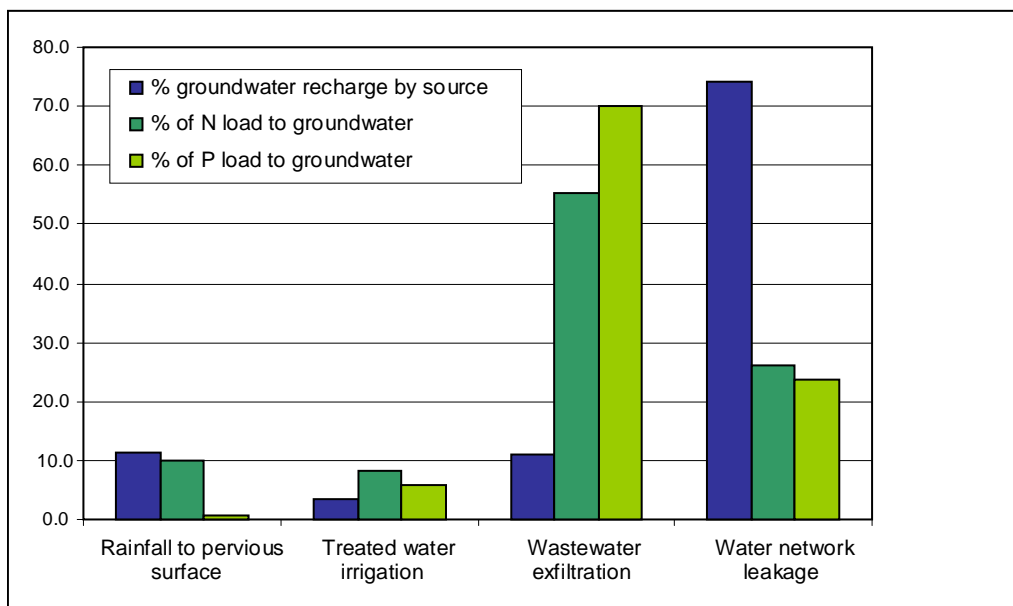 80.0
70.0
60.0
50.0
40.0
30.0
20.0
10.0
0.0
% groundwater recharge by source
% of N load to groundwater
% of P load to groundwater
Rainfall to pervious
surface
Treated water
irrigation
Wastewater
exfiltration
Water network
leakage